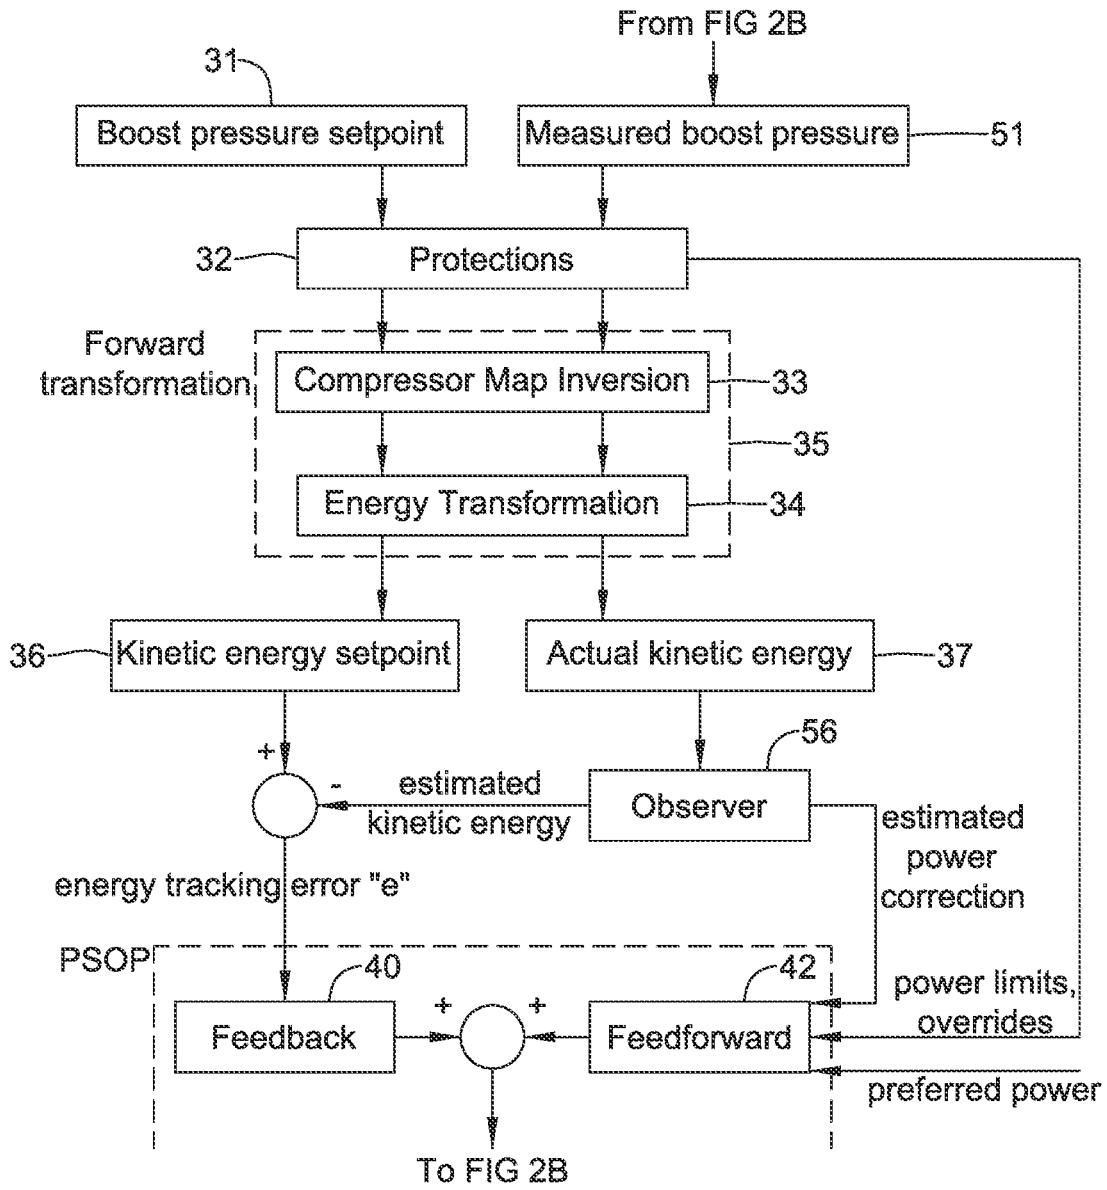 From FIG 2B
31
Boost pressure setpoint
Measured boost pressure
51
32
Protections
Forward
transformation
Compressor Map Inversion
33
35
Energy Transformation
34
36
Kinetic energy setpoint
Actual kinetic energy
37
56
+
-
estimated
kinetic energy
Observer
estimated
power
correction
energy tracking error "e"
PSOP
40
42
+
+
Feedback
Feedforward
power limits,
overrides
preferred power
To FIG 2B